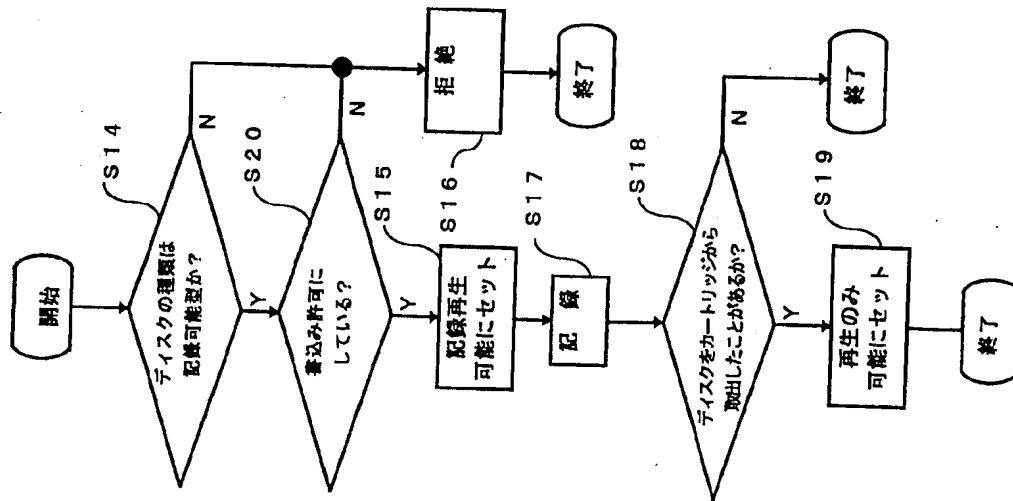 開始
S14
ディスクの種類は
記録可能型か?
N
Y
S20
書込み許可に
している?
N
Y
S15
記録再生
可能にセット
S16
拒 絶
終了
S17
記 録
S18
ディスクをカートリッジから
取出したことがあるか?
N
終了
Y
S19
再生のみ
可能にセット
終了